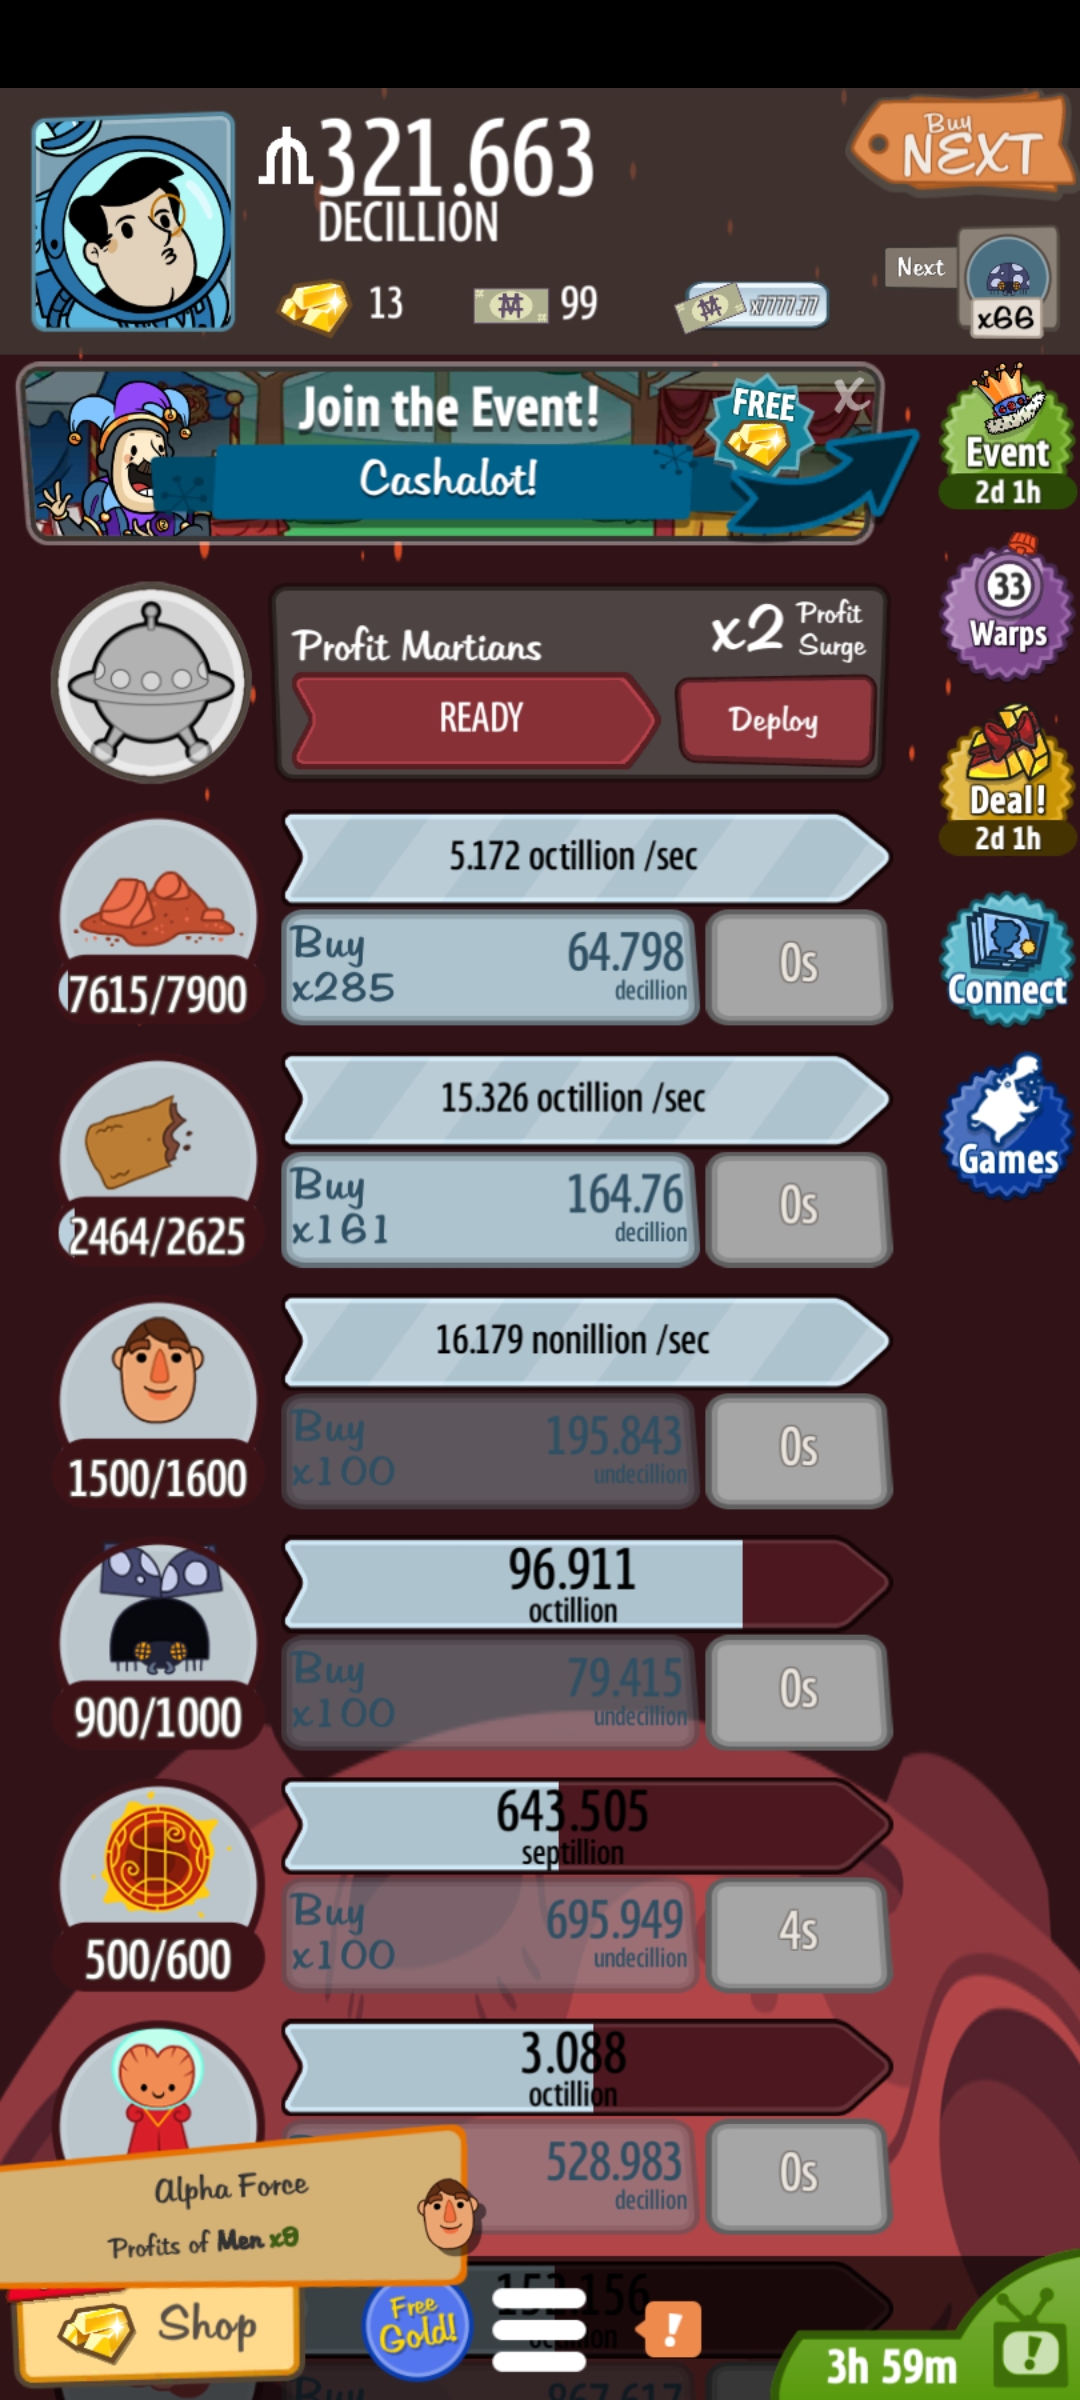 321.663
DECILLION
Buy
NEXT
13
99
x7777.77
Next
x66
Join the Event!
FREE
X
Cashalot!
Event
2d 1h
33
Warps
Profit Martians
x2 Profit
Surge
READY
Deploy
Deal!
2d 1h
5.172 octillion /sec
Buy
x285
64.798
decillion
0s
7615/7900
Connect
15.326 octillion /sec
Games
Buy
x161
164.76
decillion
0s
2464/2625
16.179 nonillion /sec
Buy
x100
195.843
undecillion
0s
1500/1600
96.911
octillion
Buy
x100
79.415
undecillion
0s
900/1000
643.505
septillion
Buy
x100
695.949
undecillion
4s
500/600
3.088
octillion
528.983
decillion
0s
Alpha Force
Profits of Men x9
Shop
Free
Gold!
!
3h 59m
!
Buy
867.617